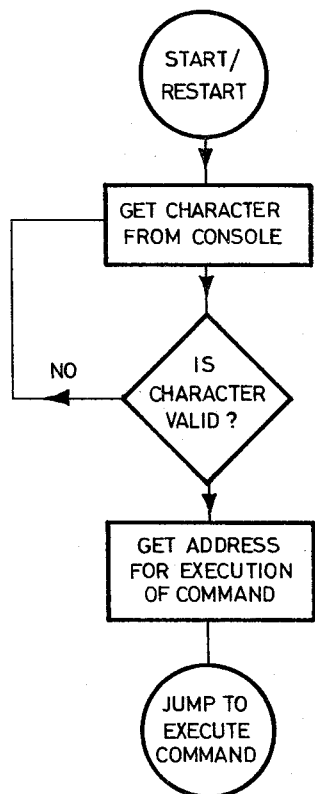 START/
RESTART
GET CHARACTER
FROM CONSOLE
IS
CHARACTER
VALID ?
NO
GET ADDRESS
FOR EXECUTION
OF COMMAND
JUMP TO
EXECUTE
COMMAND